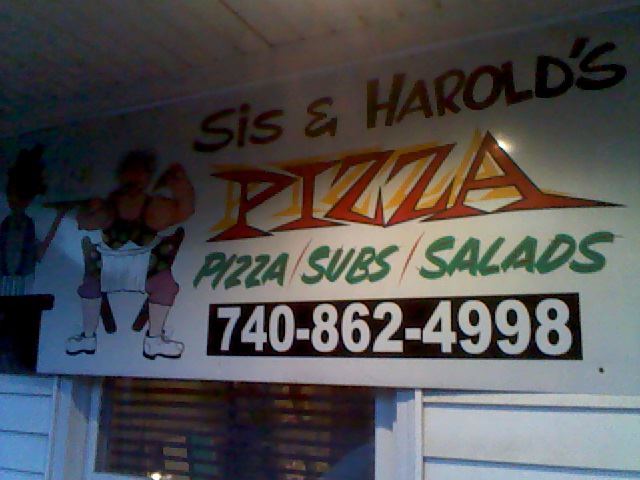 Sis & Harold's
PIZZA
Pizza/Subs/Salads
740-862-4998